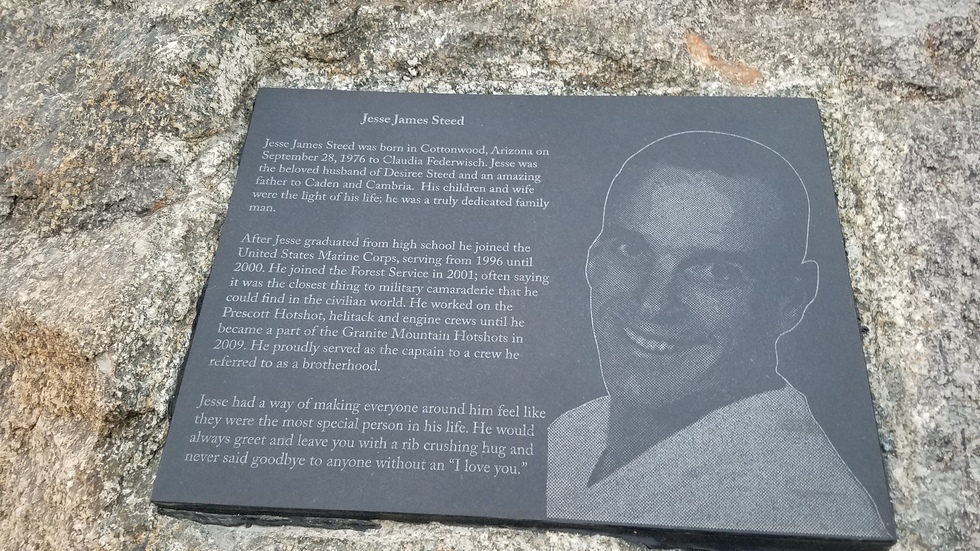 Jesse James Steed
Jesse James Steed was born in Cottonwood, Arizona on
September 28, 1976 to Claudia Federwisch. Jesse was
the beloved husband of Desiree Steed and an amazing
father to Caden and Cambria. His children and wife
were the light of his life; he was a truly dedicated family
man.
After Jesse graduated from high school he joined the
United States Marine Corps, serving from 1996 until
2000. He joined the Forest Service in 2001; often saying
it was the closest thing to military camaraderie that he
could find in the civilian world. He worked on the
Prescott Hotshot, helitack and engine crews until he
became a part of the Granite Mountain Hotshots in
2009. He proudly served as the captain to a crew he
referred to as a brotherhood.
Jesse had a way of making everyone around him feel like
they were the most special person in his life. He would
always greet and leave you with a rib crushing hug and
never said goodbye to anyone without an “I love you.”